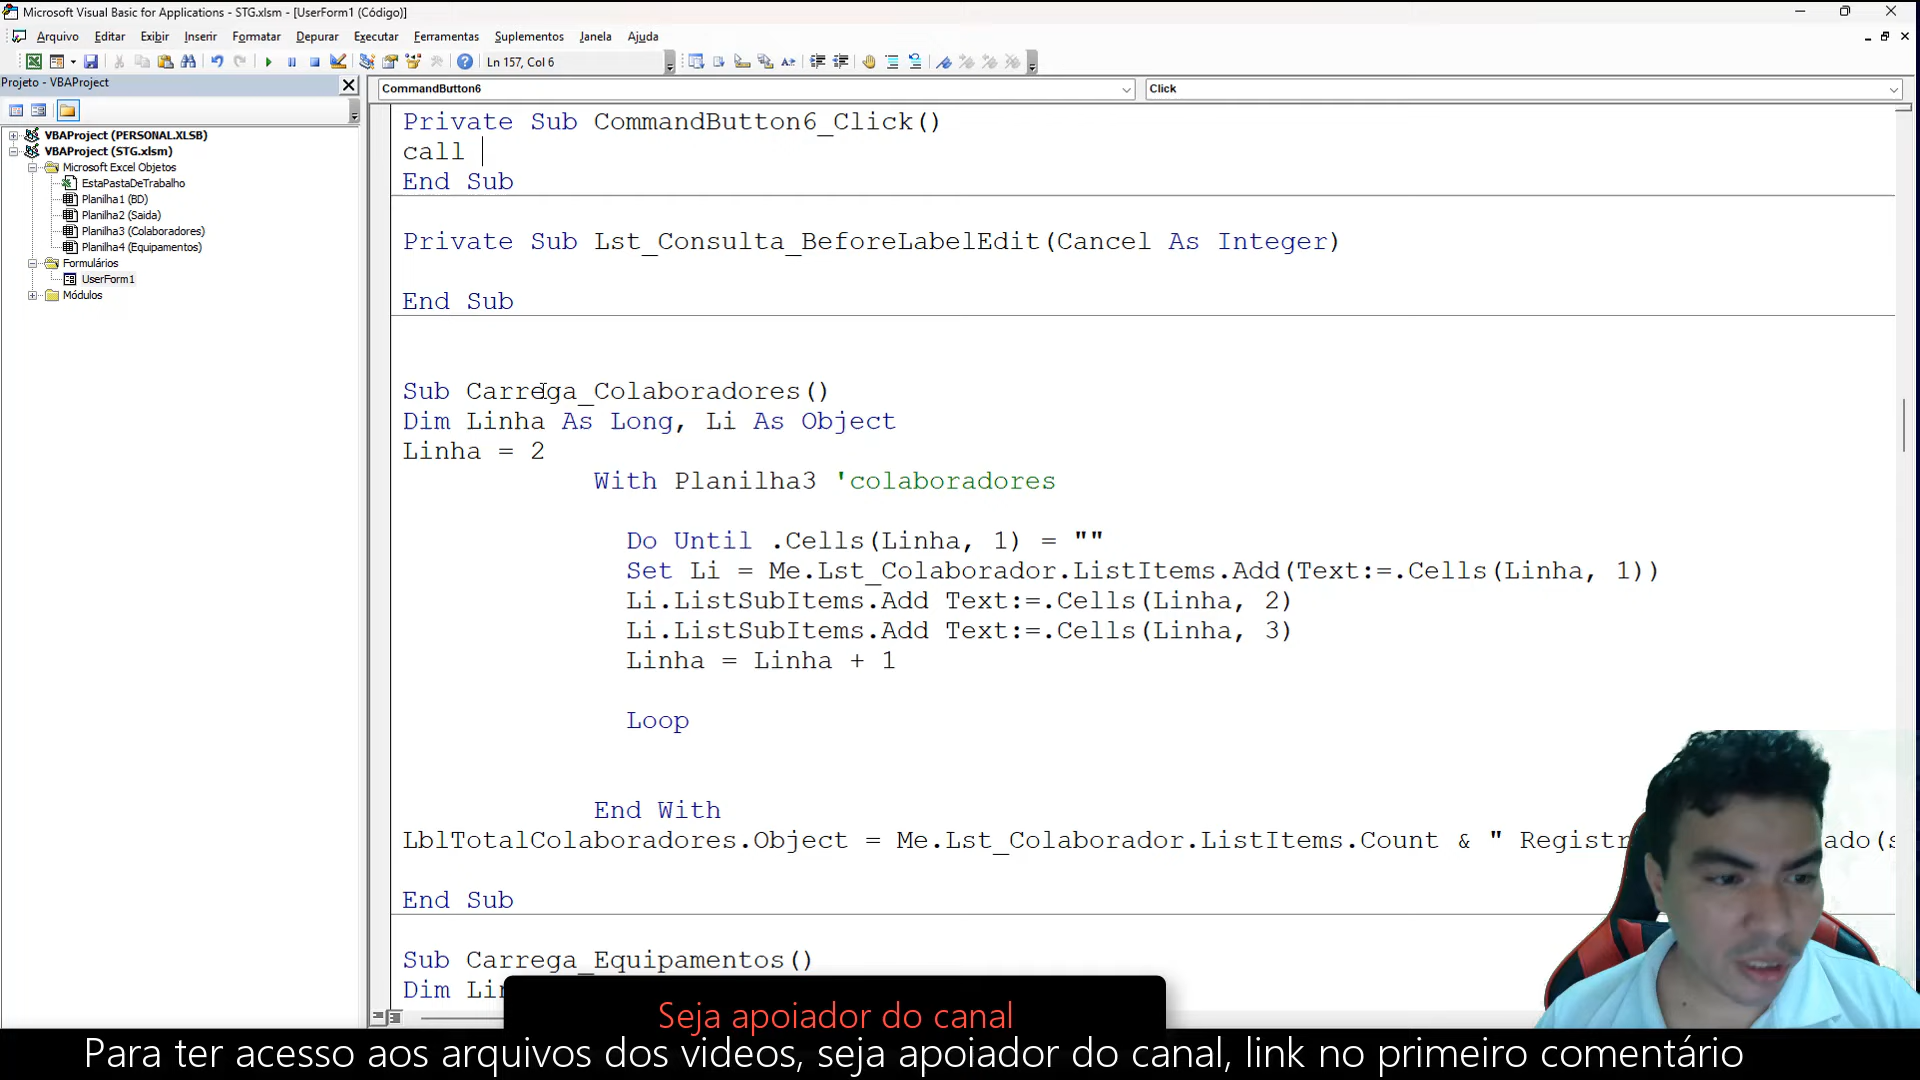 Microsoft Visual Basic for Applications - STG.xlsm - [UserForm1 (Código)]
Arquivo Editar Exibir Inserir Formatar Depurar Executar Ferramentas Suplementos Janela Ajuda
Ln 157, Col 6
Projeto - VBAProject
VBAProject (PERSONAL.XLSB)
VBAProject (STG.xlsm)
Microsoft Excel Objetos
EstaPastaDeTrabalho
Planilha1 (BD)
Planilha2 (Saida)
Planilha3 (Colaboradores)
Planilha4 (Equipamentos)
Formulários
UserForm1
Módulos
CommandButton6 Click
Private Sub CommandButton6_Click()
call
End Sub
Private Sub Lst_Consulta_BeforeLabelEdit(Cancel As Integer)
End Sub
Sub Carrega_Colaboradores()
Dim Linha As Long, Li As Object
Linha = 2
With Planilha3 'colaboradores
Do Until .Cells(Linha, 1) = ""
Set Li = Me.Lst_Colaborador.ListItems.Add(Text:=.Cells(Linha, 1))
Li.ListSubItems.Add Text:=.Cells(Linha, 2)
Li.ListSubItems.Add Text:=.Cells(Linha, 3)
Linha = Linha + 1
Loop
End With
LblTotalColaboradores.Object = Me.Lst_Colaborador.ListItems.Count & "
End Sub
Sub Carrega_Equipamentos()
Dim
Seja apoiador do canal
Para ter acesso aos arquivos dos videos, seja apoiador do canal, link no primeiro comentário